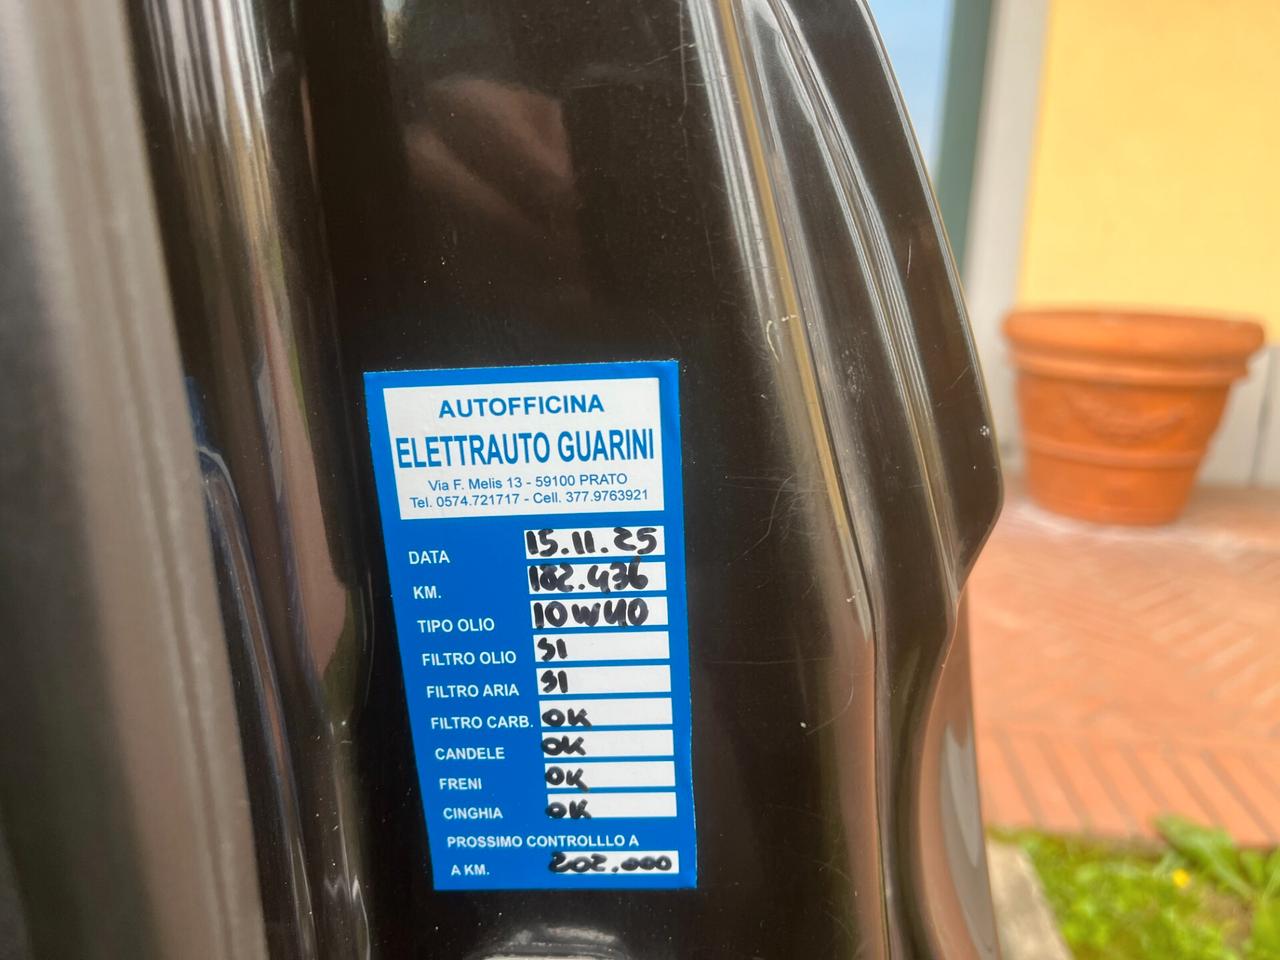 AUTOFFICINA
ELETTRAUTO GUARINI
Via F. Melis 13 - 59100 PRATO
Tel. 0574.721717 - Cell. 377.9763921
DATA 15.11.25
KM. 182.436
TIPO OLIO 10W40
FILTRO OLIO SI
FILTRO ARIA SI
FILTRO CARB. OK
CANDELE OK
FRENI OK
CINGHIA OK
PROSSIMO CONTROLLLO A
A KM. 202.000